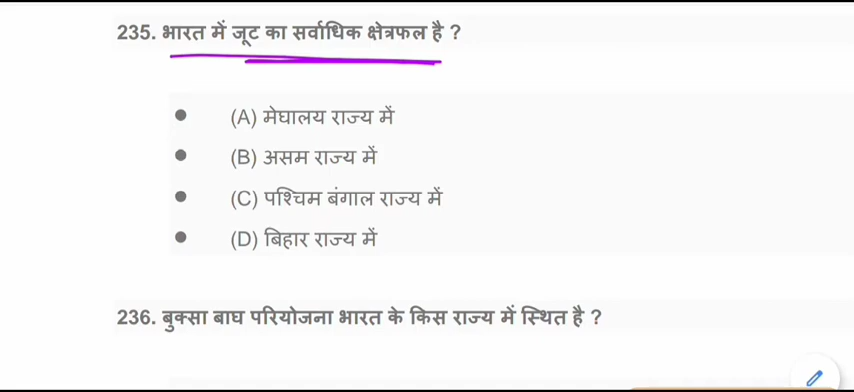 235. भारत में जूट का सर्वाधिक क्षेत्रफल है ?
(A) मेघालय राज्य में
(B) असम राज्य में
(C) पश्चिम बंगाल राज्य में
(D) बिहार राज्य में
236. बुक्सा बाघ परियोजना भारत के किस राज्य में स्थित है ?